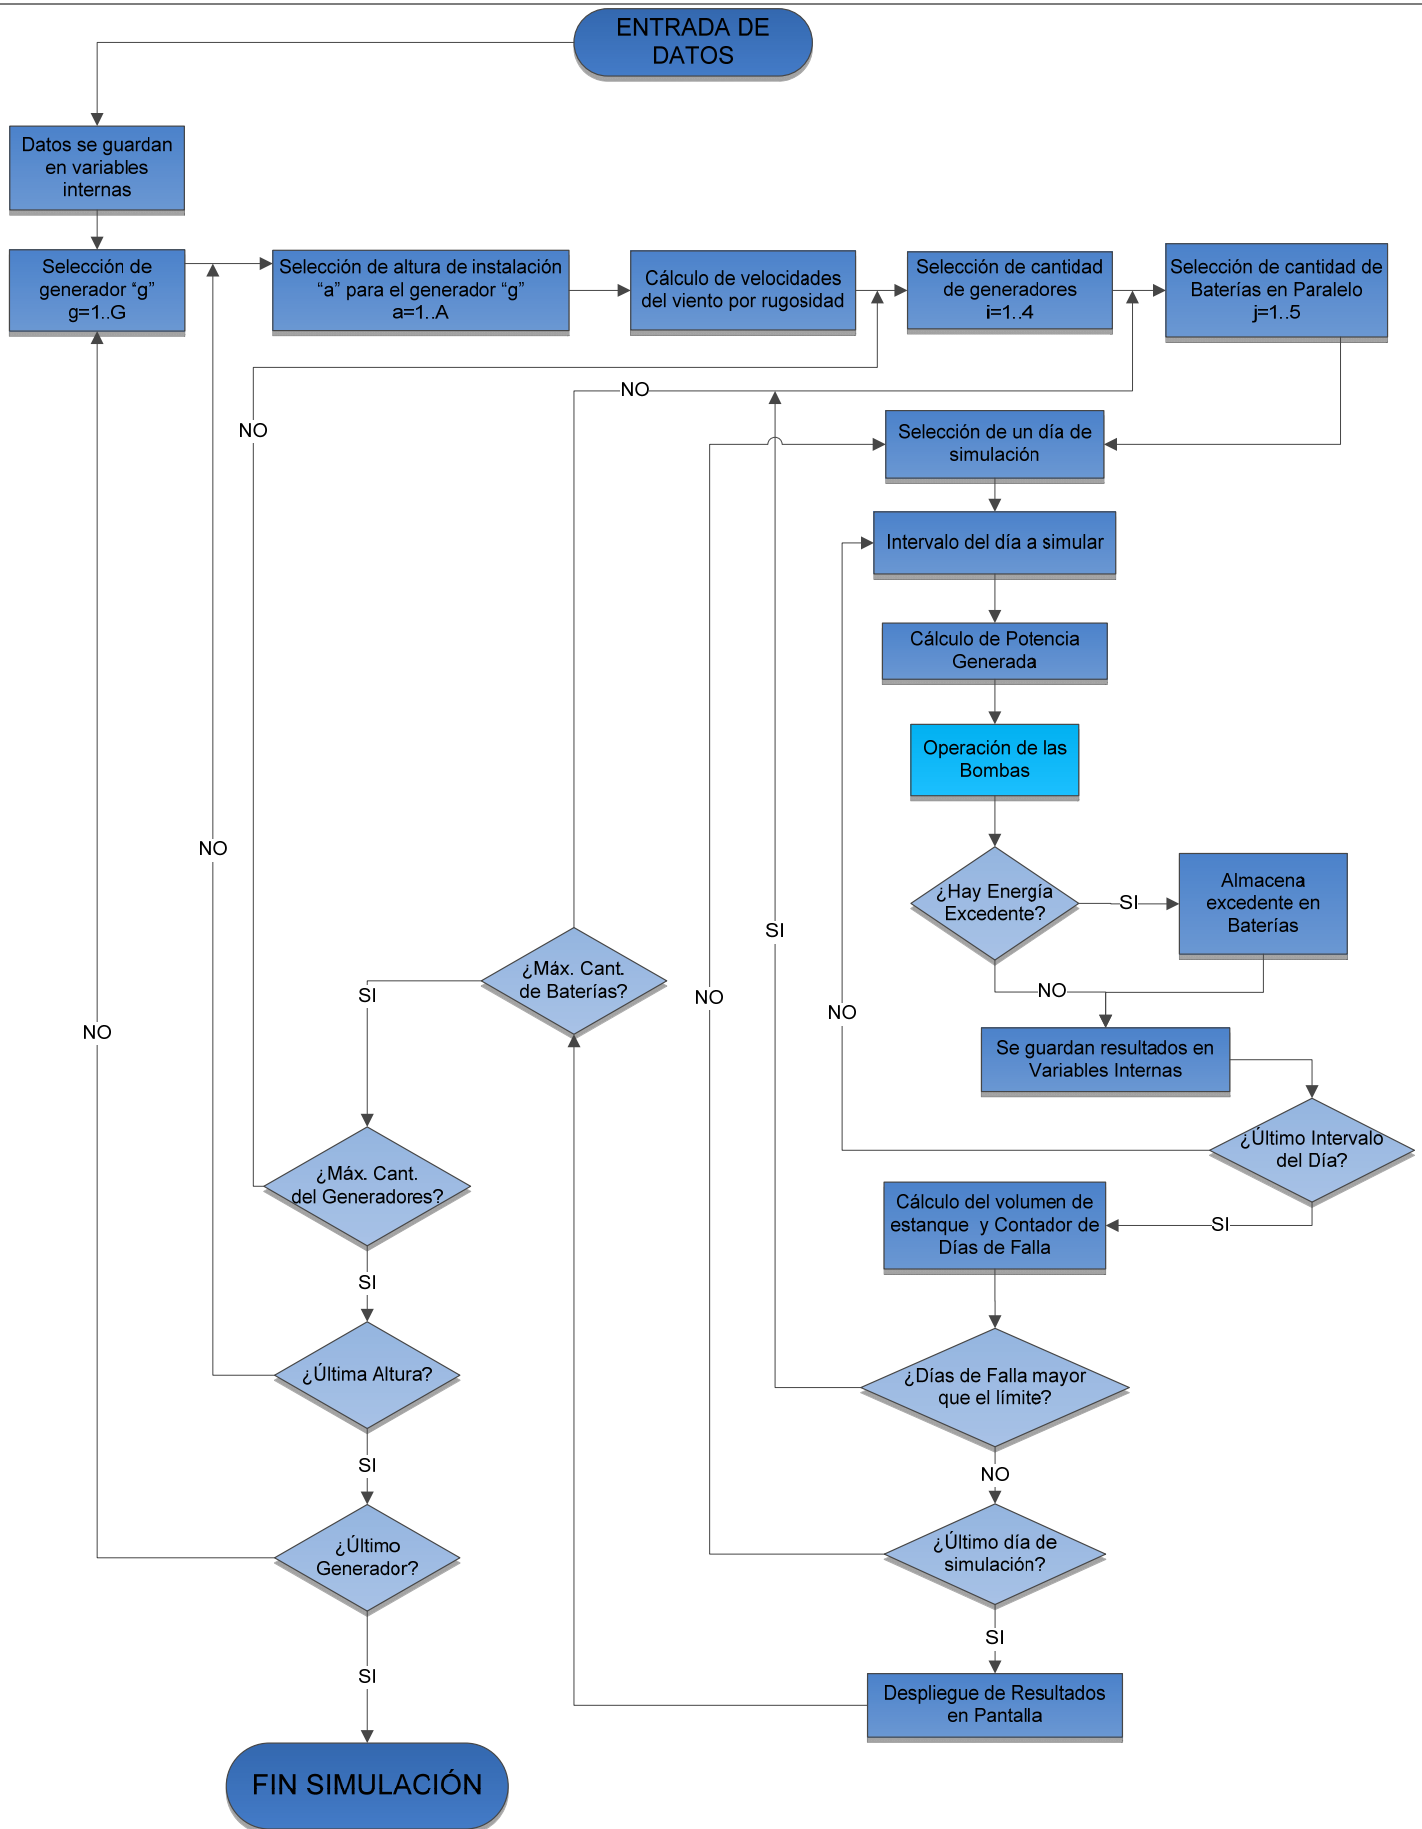 ENTRADA DE
DATOS
Datos se guardan
en variables
internas
Selección de
generador “g”
g=1..G
Selección de altura de instalación
“a” para el generador “g”
a=1..A
Cálculo de velocidades
del viento por rugosidad
Selección de cantidad
de generadores
i=1..4
Selección de cantidad de
Baterías en Paralelo
j=1..5
NO
NO
Selección de un día de
simulación
Intervalo del día a simular
Cálculo de Potencia
Generada
Operación de las
Bombas
NO
¿Hay Energía
Excedente?
SI
Almacena
excedente en
Baterías
SI
¿Máx. Cant.
de Baterías?
SI
NO
NO
NO
NO
Se guardan resultados en
Variables Internas
¿Último Intervalo
del Día?
¿Máx. Cant.
del Generadores?
Cálculo del volumen de
estanque y Contador de
Días de Falla
SI
SI
¿Última Altura?
¿Días de Falla mayor
que el límite?
SI
NO
¿Último
Generador?
¿Último día de
simulación?
SI
SI
Despliegue de Resultados
en Pantalla
FIN SIMULACIÓN